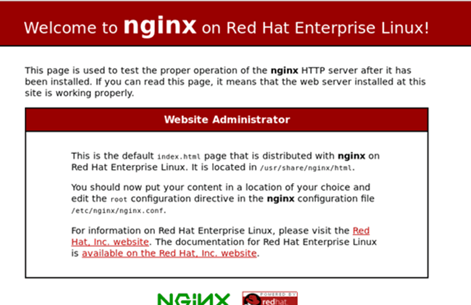 Welcome to nginx on Red Hat Enterprise Linux!
This page is used to test the proper operation of the nginx HTTP server after it has
been installed. If you can read this page, it means that the web server installed at this
site is working properly.
Website Administrator
This is the default index.html page that is distributed with nginx on
Red Hat Enterprise Linux. It is located in /usr/share/nginx/html.
You should now put your content in a location of your choice and
edit the root configuration directive in the nginx configuration file
/etc/nginx/nginx.conf.
For information on Red Hat Enterprise Linux, please visit the Red
Hat, Inc. website. The documentation for Red Hat Enterprise Linux
is available on the Red Hat, Inc. website.
NGINX
POWERED BY
redhat